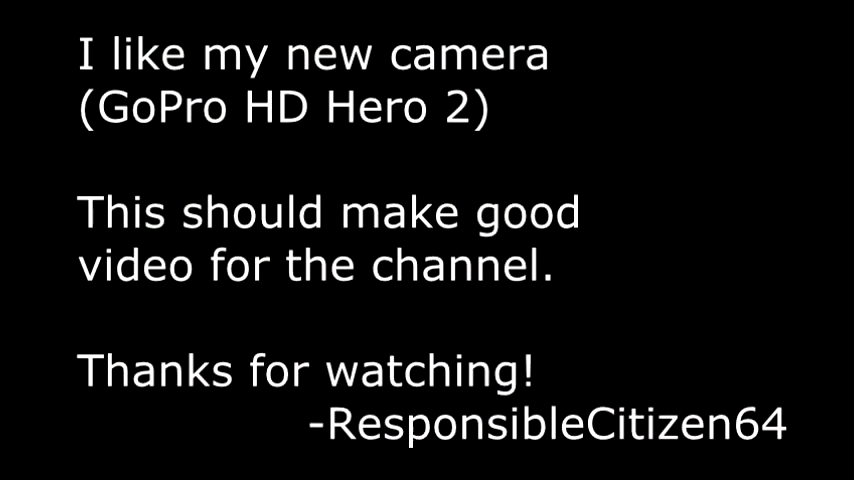 I like my new camera
(GoPro HD Hero 2)
This should make good
video for the channel.
Thanks for watching!
-ResponsibleCitizen64